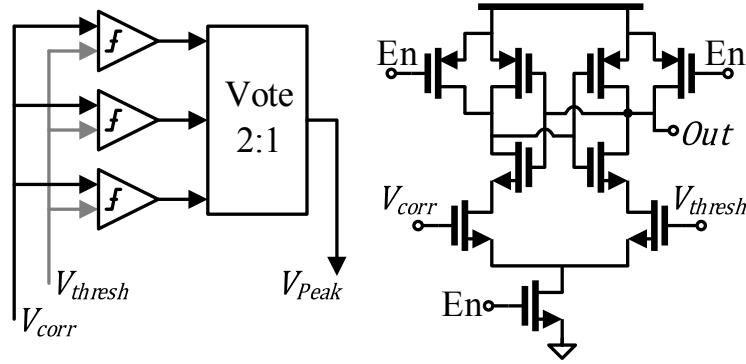 Vote
2:1
V_thresh
V_corr
V_Peak
En
En
Out
V_corr
V_thresh
En